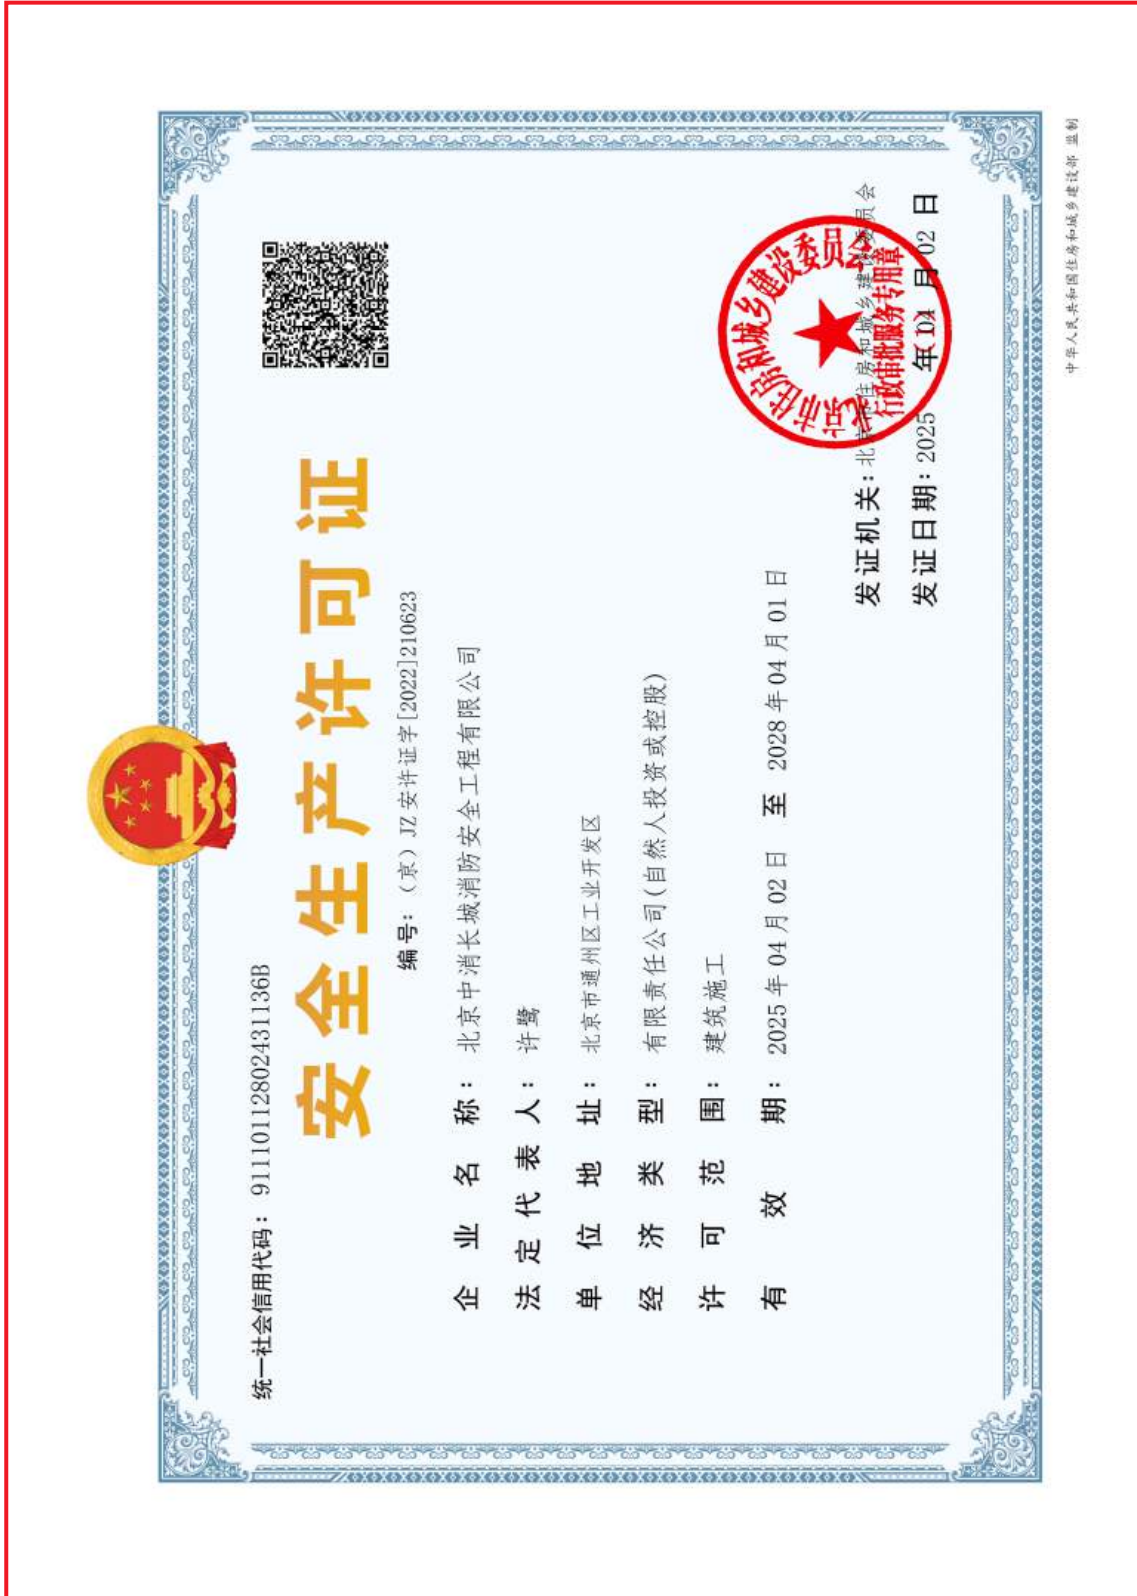 统一社会信用代码：91110112802431136B
安全生产许可证
编号：（京）JZ安许证字[2022]210623
企业名称：北京中消长城消防安全工程有限公司
法定代表人：许鹭
单位地址：北京市通州区工业开发区
经济类型：有限责任公司(自然人投资或控股)
许可范围：建筑施工
有效期：2025年04月02日 至 2028年04月01日
发证机关：北京市住房和城乡建设委员会
发证日期：2025年04月02日
北京市住房和城乡建设委员会
行政审批服务专用章
中华人民共和国住房和城乡建设部 监制